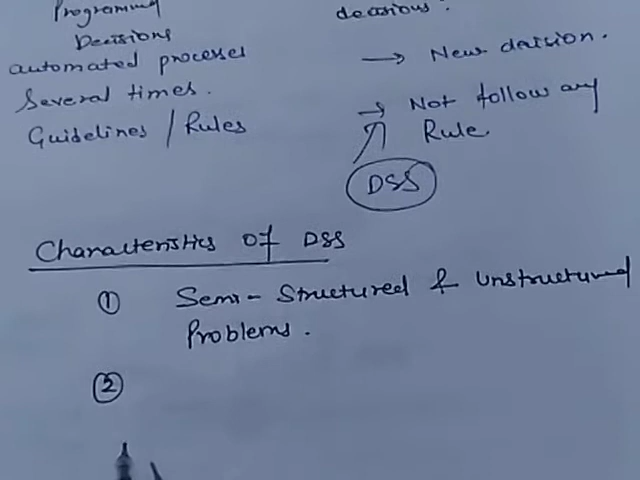 Programming
Decisions
automated processes
Several times.
Guidelines / Rules
decisions :
→ New decision.
→ Not follow any
Rule.
DSS
Characteristics of DSS
① Semi-Structured & Unstructured
Problems.
②